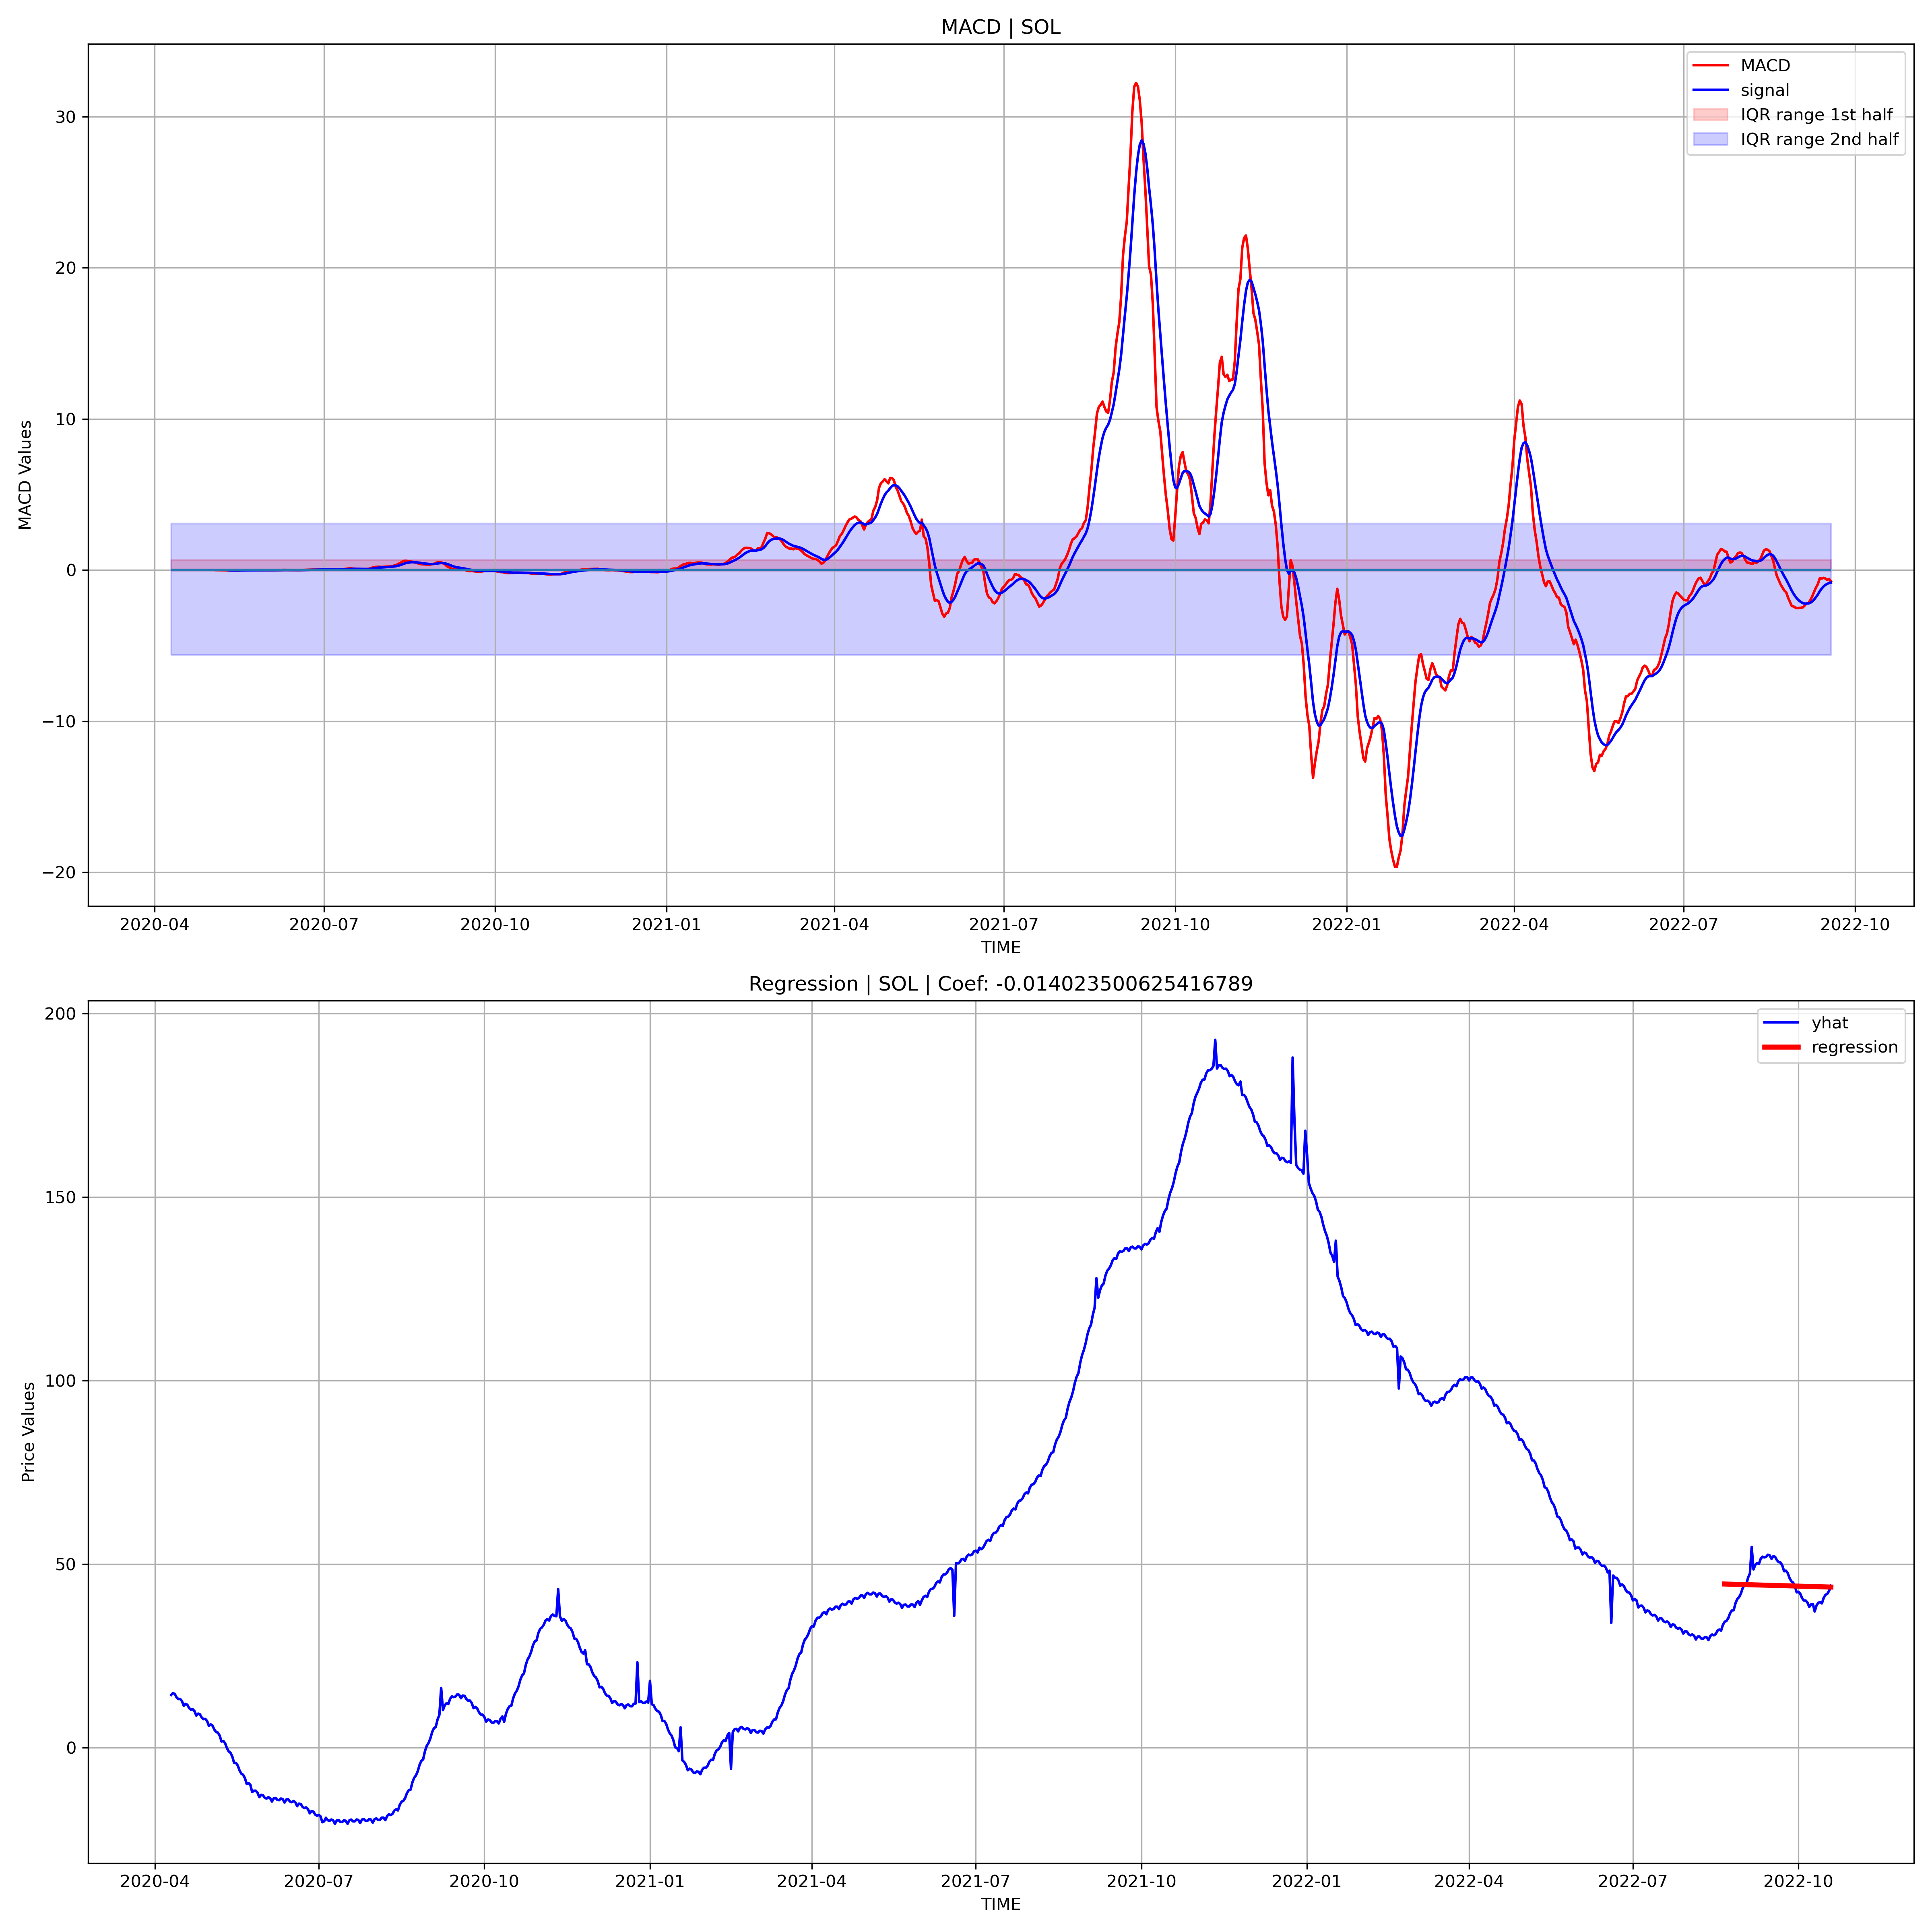 MACD | SOL
MACD
signal
IQR range 1st half
IQR range 2nd half
MACD Values
30
20
10
0
−10
−20
2020-04 2020-07 2020-10 2021-01 2021-04 2021-07 2021-10 2022-01 2022-04 2022-07 2022-10
TIME
Regression | SOL | Coef: -0.014023500625416789
yhat
regression
Price Values
200
150
100
50
0
2020-04 2020-07 2020-10 2021-01 2021-04 2021-07 2021-10 2022-01 2022-04 2022-07 2022-10
TIME